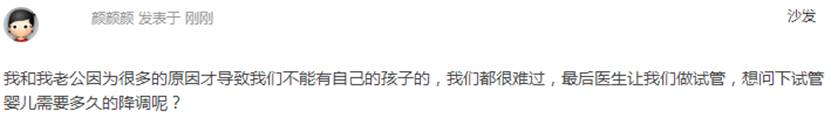 颜颜颜 发表于 刚刚 沙发
我和我老公因为很多的原因才导致我们不能有自己的孩子的，我们都很难过，最后医生让我们做试管，想问下试管
婴儿需要多久的降调呢？